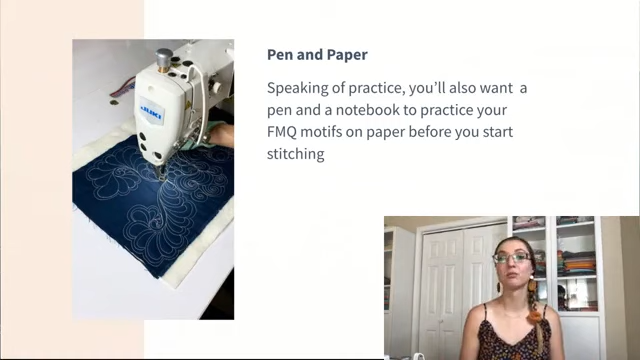 Pen and Paper
Speaking of practice, you'll also want a
pen and a notebook to practice your
FMQ motifs on paper before you start
stitching
JUKI